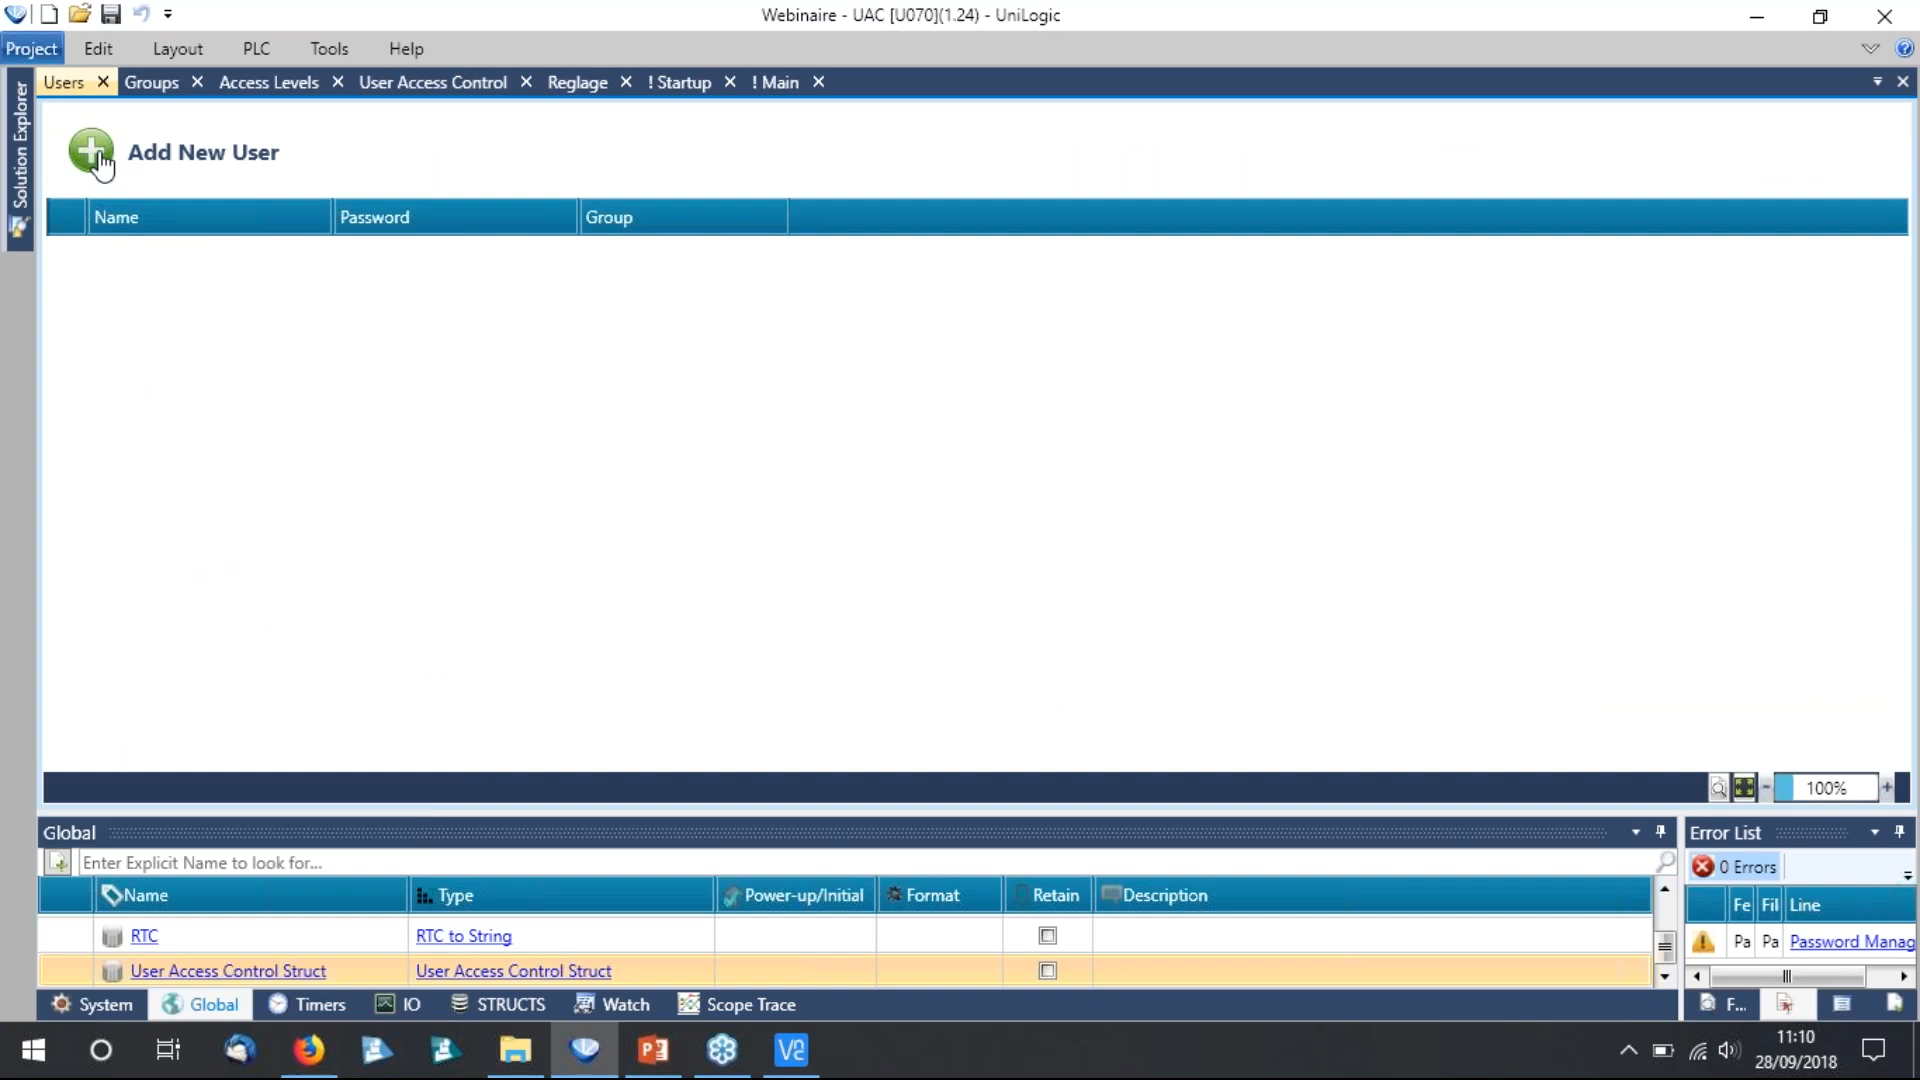 Webinaire - UAC [U070](1.24) - UniLogic
Project Edit Layout PLC Tools Help
Users Groups Access Levels User Access Control Reglage ! Startup ! Main
Solution Explorer
Add New User
Name Password Group
100%
Global
Error List
Enter Explicit Name to look for...
0 Errors
Name Type Power-up/Initial Format Retain Description
Fe Fil Line
RTC RTC to String
Pa Pa Password Manag
User Access Control Struct User Access Control Struct
System Global Timers IO STRUCTS Watch Scope Trace
F...
11:10
28/09/2018